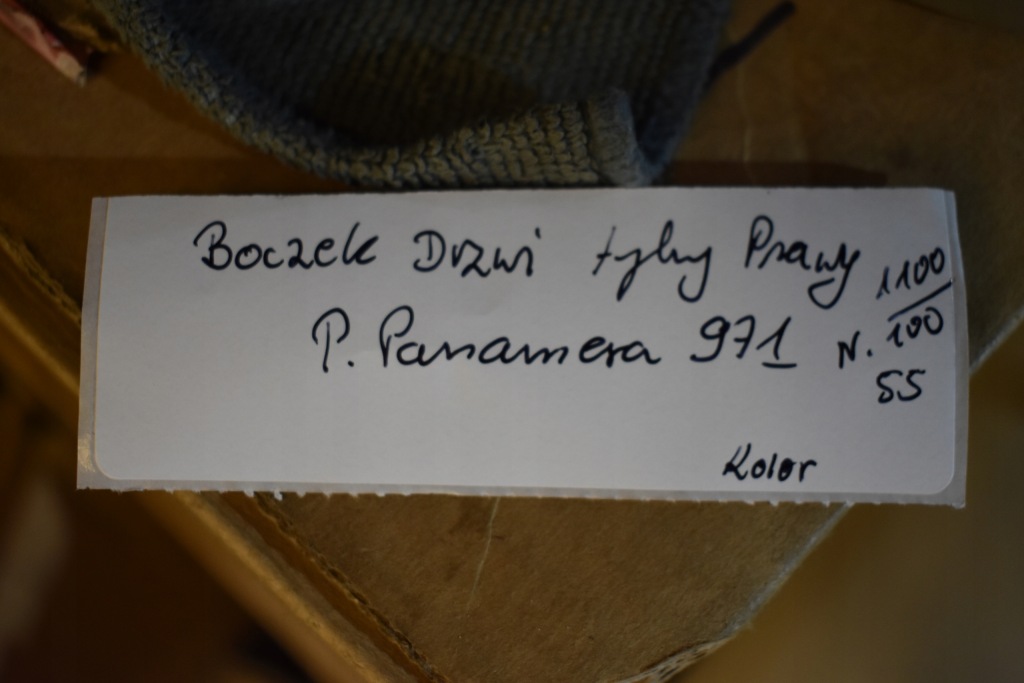 Boczek Drzwi tylny Prawy
P. Panamera 971
1100
N. 100
55
Kolor